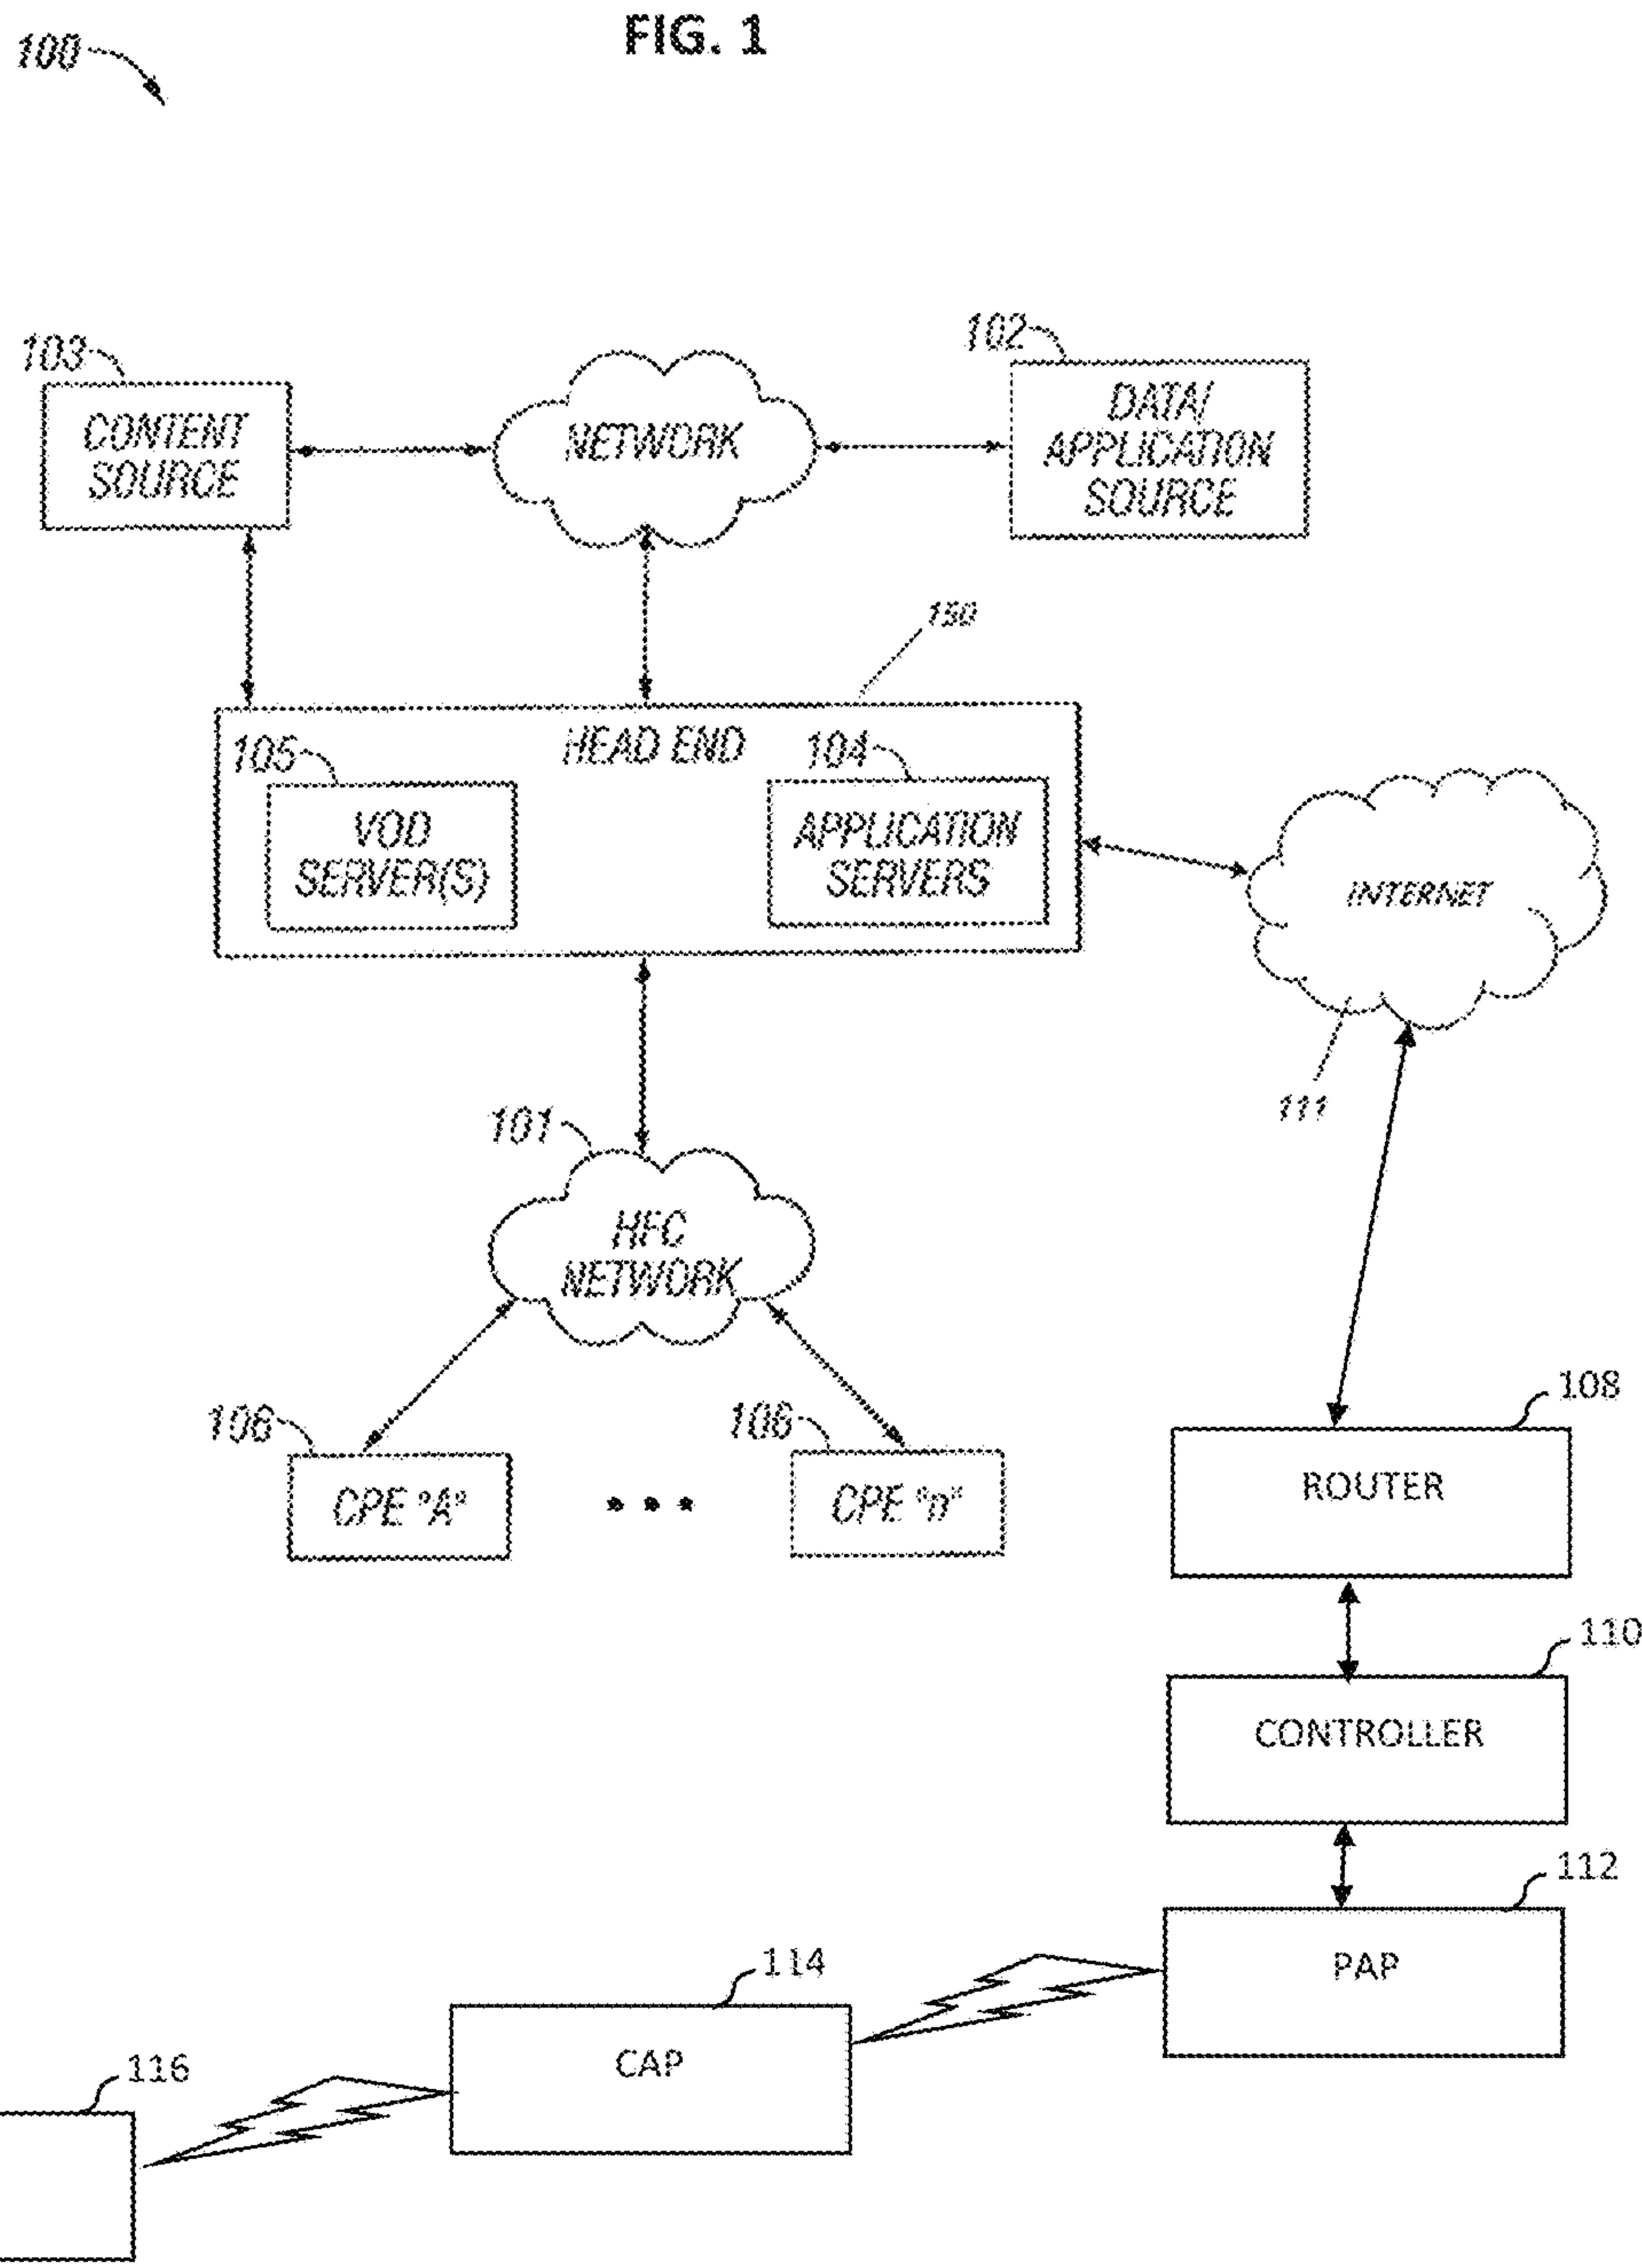 FIG. 1
100
103
102
CONTENT
SOURCE
NETWORK
DATA/
APPLICATION
SOURCE
150
HEAD END
105
104
VOD
SERVER(S)
APPLICATION
SERVERS
INTERNET
111
101
HFC
NETWORK
106
106
CPE "A"
• • •
CPE "n"
108
ROUTER
110
CONTROLLER
112
PAP
114
CAP
116